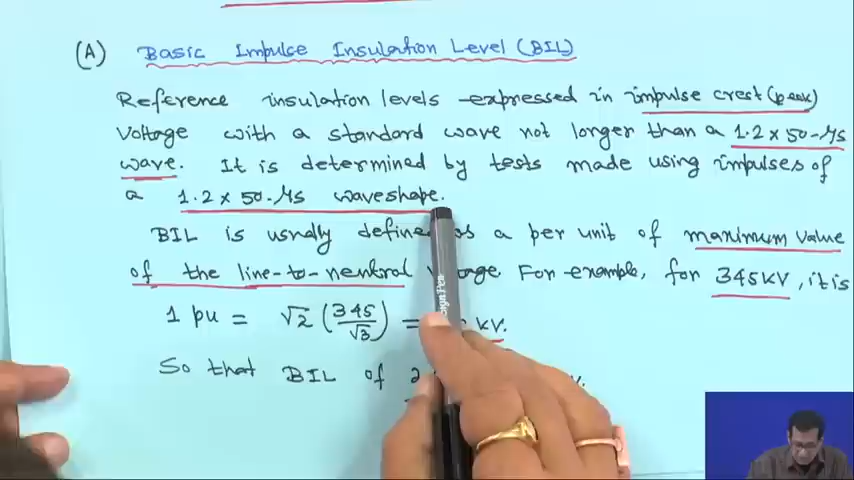 (A) Basic Impulse Insulation Level (BIL)
Reference insulation levels expressed in impulse crest (peak)
voltage with a standard wave not longer than a 1.2 x 50-μs
wave. It is determined by tests made using impulses of
a 1.2 x 50-μs waveshape.
BIL is usually defined as a per unit of maximum value
of the line-to-neutral voltage. For example, for 345KV, it is
1 pu = √2 (345/√3) = kV.
So that BIL of